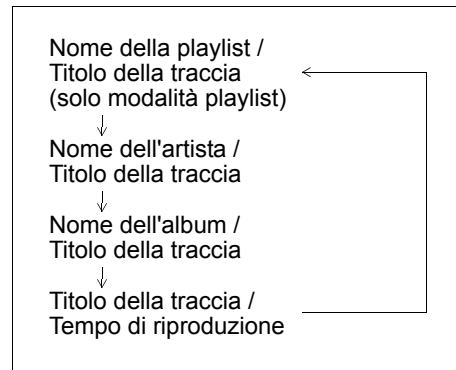 Nome della playlist /
Titolo della traccia
(solo modalità playlist)
Nome dell'artista /
Titolo della traccia
Nome dell'album /
Titolo della traccia
Titolo della traccia /
Tempo di riproduzione